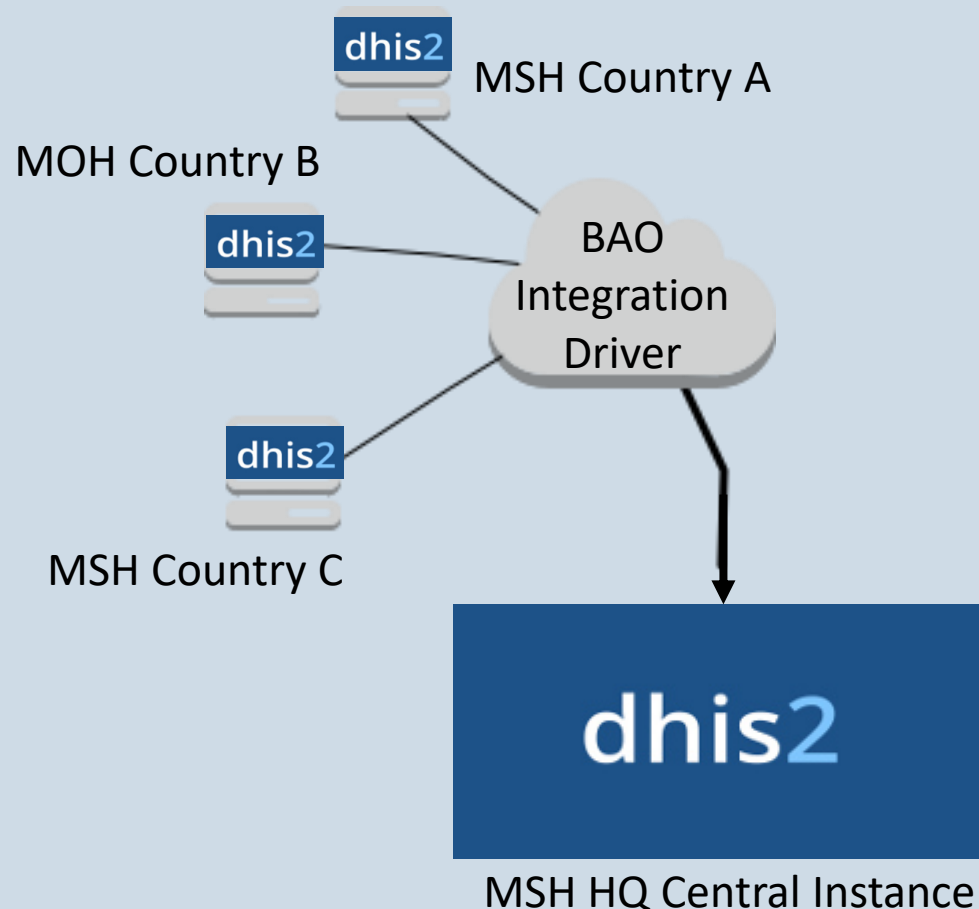 dhis2
MSH Country A
MOH Country B
dhis2
BAO
Integration
Driver
dhis2
MSH Country C
dhis2
MSH HQ Central Instance